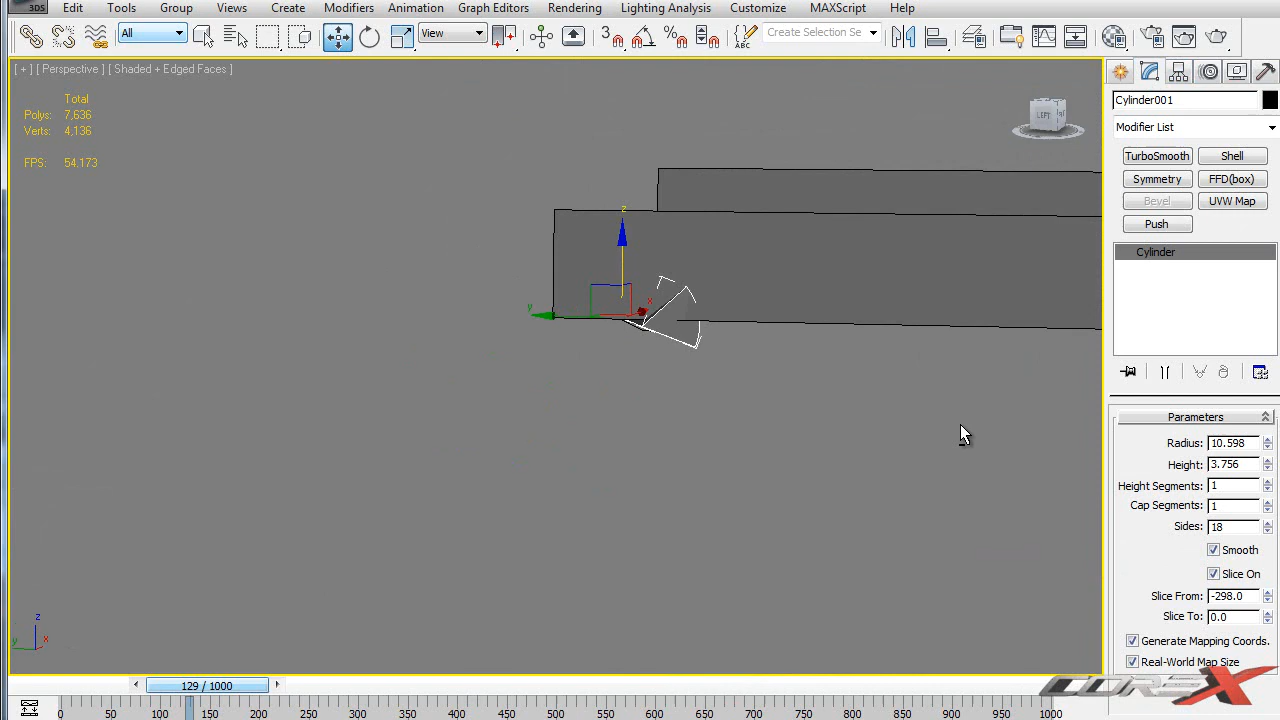 3DS Edit Tools Group Views Create Modifiers Animation Graph Editors Rendering Lighting Analysis Customize MAXScript Help
All View 3 Create Selection Se
[ + ] [ Perspective ] [ Shaded + Edged Faces ]
Total
Polys: 7,636
Verts: 4,136
FPS: 54.173
LEFT
z
y
x
z
y
x
Cylinder001
Modifier List
TurboSmooth Shell
Symmetry FFD(box)
Bevel UVW Map
Push
Cylinder
Parameters
Radius: 10.598
Height: 3.756
Height Segments: 1
Cap Segments: 1
Sides: 18
Smooth
Slice On
Slice From: -298.0
Slice To: 0.0
Generate Mapping Coords.
Real-World Map Size
129 / 1000
0 50 100 150 200 250 300 350 400 450 500 550 600 650 700 750 800 850 900 950 1000
COREX